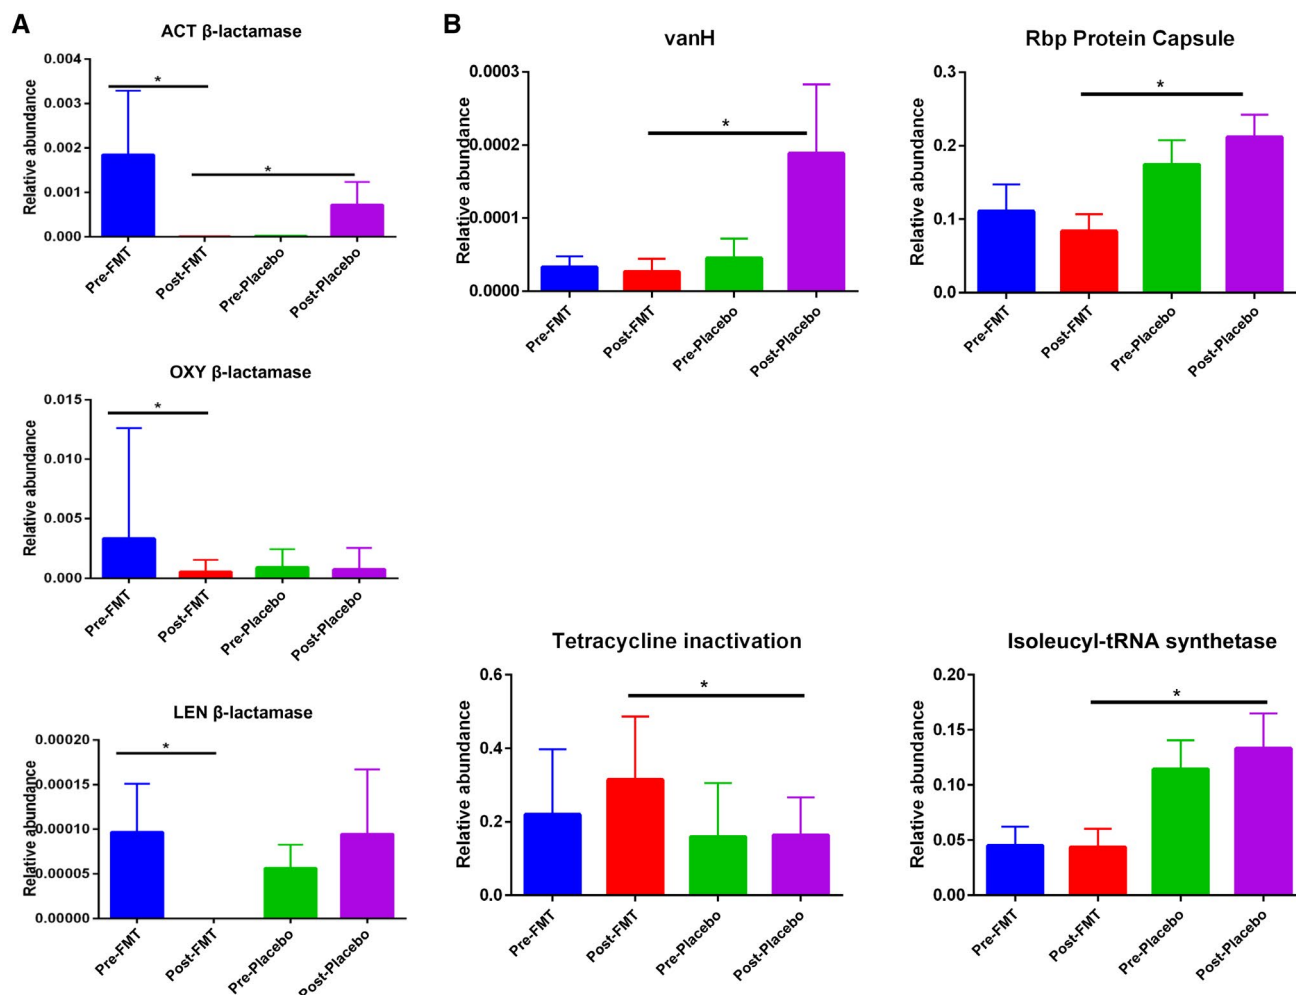 A
ACT β-lactamase
Relative abundance
0.004
0.003
0.002
0.001
0.000
*
*
Pre-FMT
Post-FMT
Pre-Placebo
Post-Placebo
OXY β-lactamase
Relative abundance
0.015
0.010
0.005
0.000
*
Pre-FMT
Post-FMT
Pre-Placebo
Post-Placebo
LEN β-lactamase
Relative abundance
0.00020
0.00015
0.00010
0.00005
0.00000
*
Pre-FMT
Post-FMT
Pre-Placebo
Post-Placebo
B
vanH
Relative abundance
0.0003
0.0002
0.0001
0.0000
*
Pre-FMT
Post-FMT
Pre-Placebo
Post-Placebo
Rbp Protein Capsule
Relative abundance
0.3
0.2
0.1
0.0
*
Pre-FMT
Post-FMT
Pre-Placebo
Post-Placebo
Tetracycline inactivation
Relative abundance
0.6
0.4
0.2
0.0
*
Pre-FMT
Post-FMT
Pre-Placebo
Post-Placebo
Isoleucyl-tRNA synthetase
Relative abundance
0.20
0.15
0.10
0.05
0.00
*
Pre-FMT
Post-FMT
Pre-Placebo
Post-Placebo